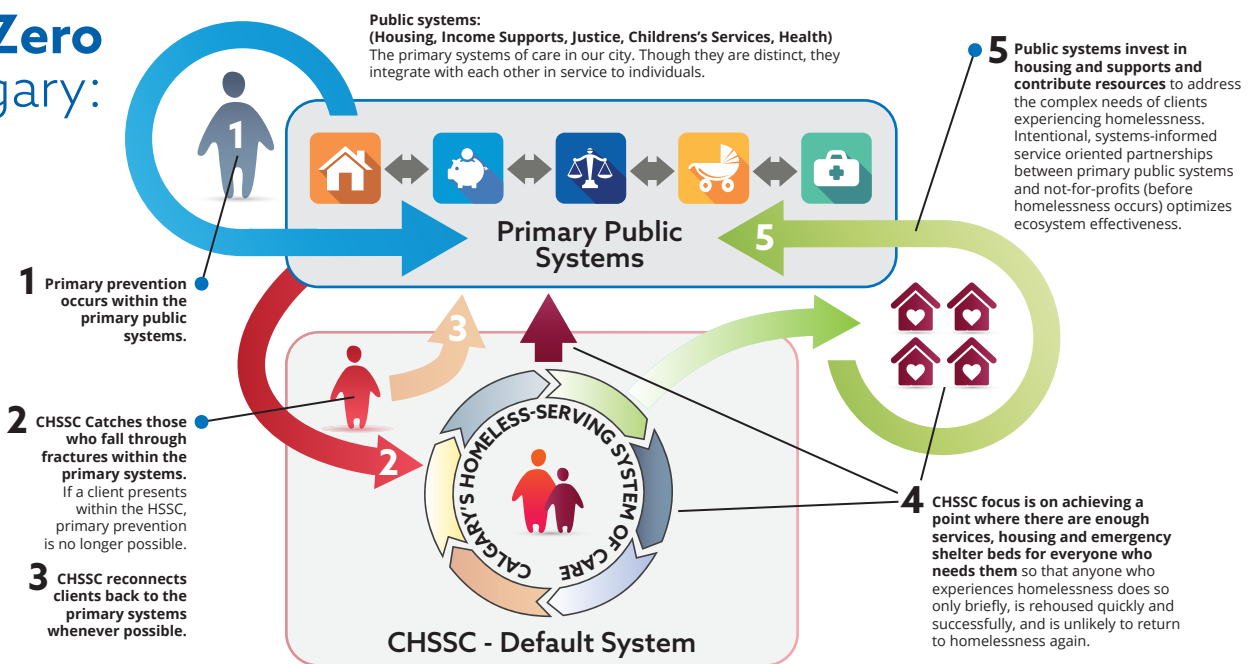 Zero
gary:
Public systems:
(Housing, Income Supports, Justice, Childrens's Services, Health)
The primary systems of care in our city. Though they are distinct, they
integrate with each other in service to individuals.
1
Primary Public
Systems
5
3
2
CALGARY'S HOMELESS-SERVING SYSTEM OF CARE
CHSSC - Default System
1 Primary prevention
occurs within the
primary public
systems.
2 CHSSC Catches those
who fall through
fractures within the
primary systems.
If a client presents
within the HSSC,
primary prevention
is no longer possible.
3 CHSSC reconnects
clients back to the
primary systems
whenever possible.
4 CHSSC focus is on achieving a
point where there are enough
services, housing and emergency
shelter beds for everyone who
needs them so that anyone who
experiences homelessness does so
only briefly, is rehoused quickly and
successfully, and is unlikely to return
to homelessness again.
5 Public systems invest in
housing and supports and
contribute resources to address
the complex needs of clients
experiencing homelessness.
Intentional, systems-informed
service oriented partnerships
between primary public systems
and not-for-profits (before
homelessness occurs) optimizes
ecosystem effectiveness.